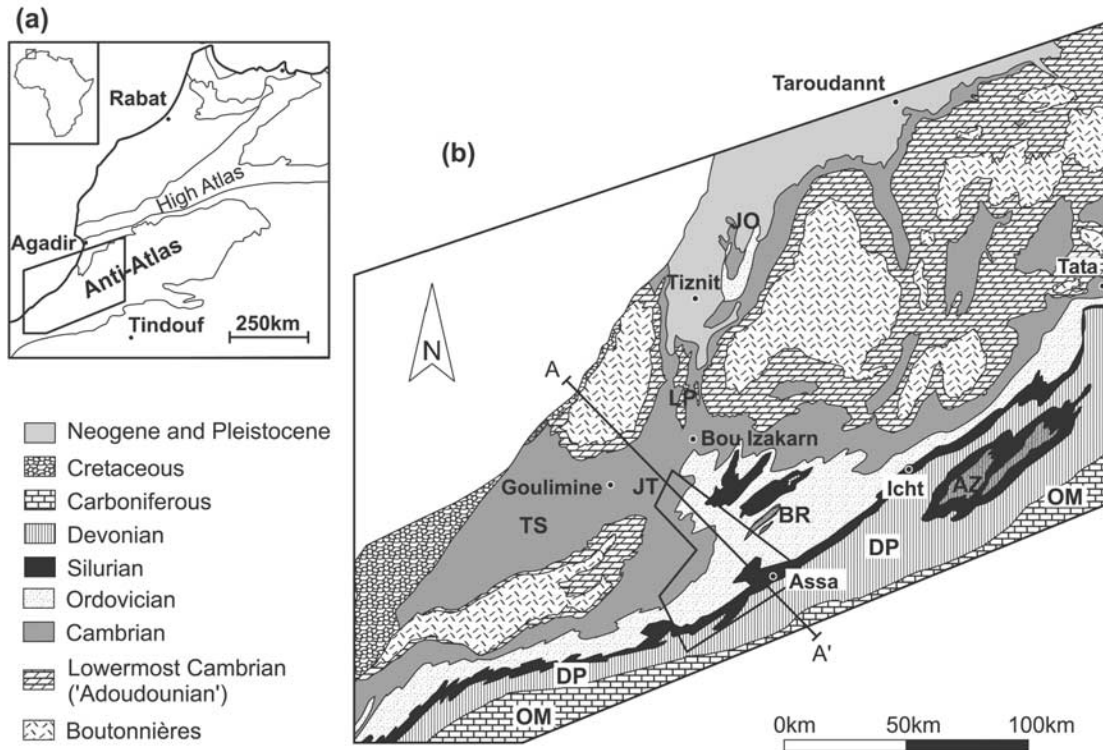 (a)
Rabat
High Atlas
Agadir
Anti-Atlas
Tindouf
250km
(b)
Taroudannt
JO
Tiznit
Tata
N
A
LP
Bou Izakarn
Goulimine
JT
Icht
AZ
TS
BR
OM
DP
Assa
A'
DP
OM
Neogene and Pleistocene
Cretaceous
Carboniferous
Devonian
Silurian
Ordovician
Cambrian
Lowermost Cambrian
('Adoudounian')
Boutonnières
0km 50km 100km